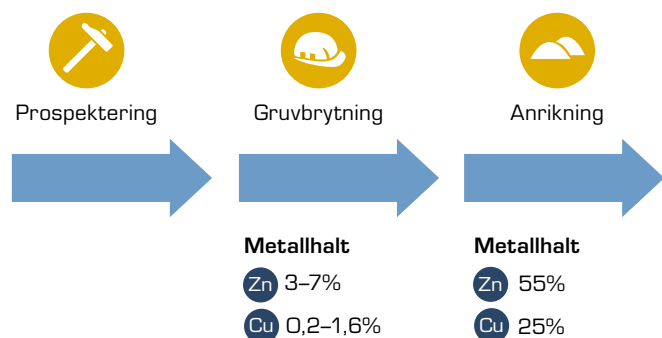 Prospektering
Gruvbrytning
Anrikning
Metallhalt
Zn 3–7%
Cu 0,2–1,6%
Metallhalt
Zn 55%
Cu 25%